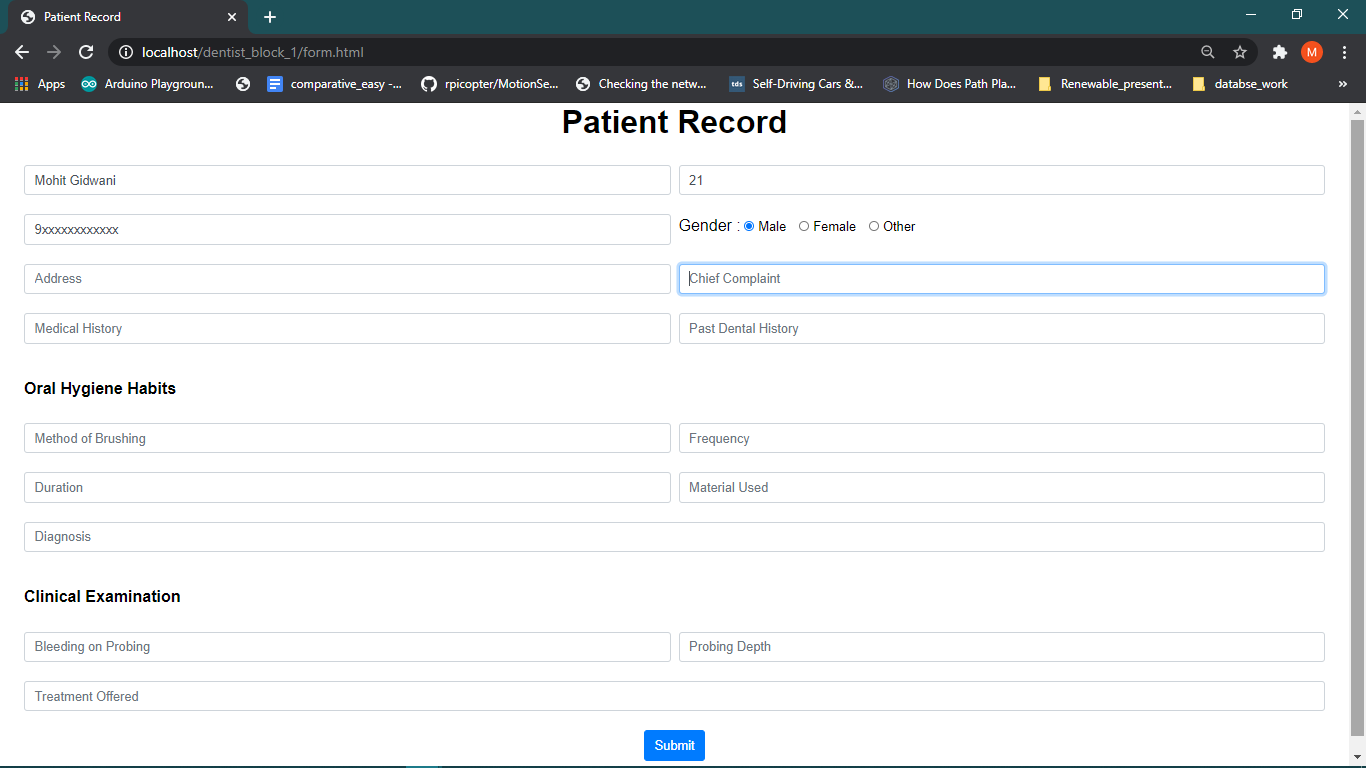 Patient Record
localhost/dentist_block_1/form.html
M
Apps Arduino Playgroun... comparative_easy -... rpicopter/MotionSe... Checking the netw... tds Self-Driving Cars &... How Does Path Pla... Renewable_present... databse_work »
Patient Record
Mohit Gidwani 21
9xxxxxxxxxxxx Gender : Male Female Other
Address Chief Complaint
Medical History Past Dental History
Oral Hygiene Habits
Method of Brushing Frequency
Duration Material Used
Diagnosis
Clinical Examination
Bleeding on Probing Probing Depth
Treatment Offered
Submit